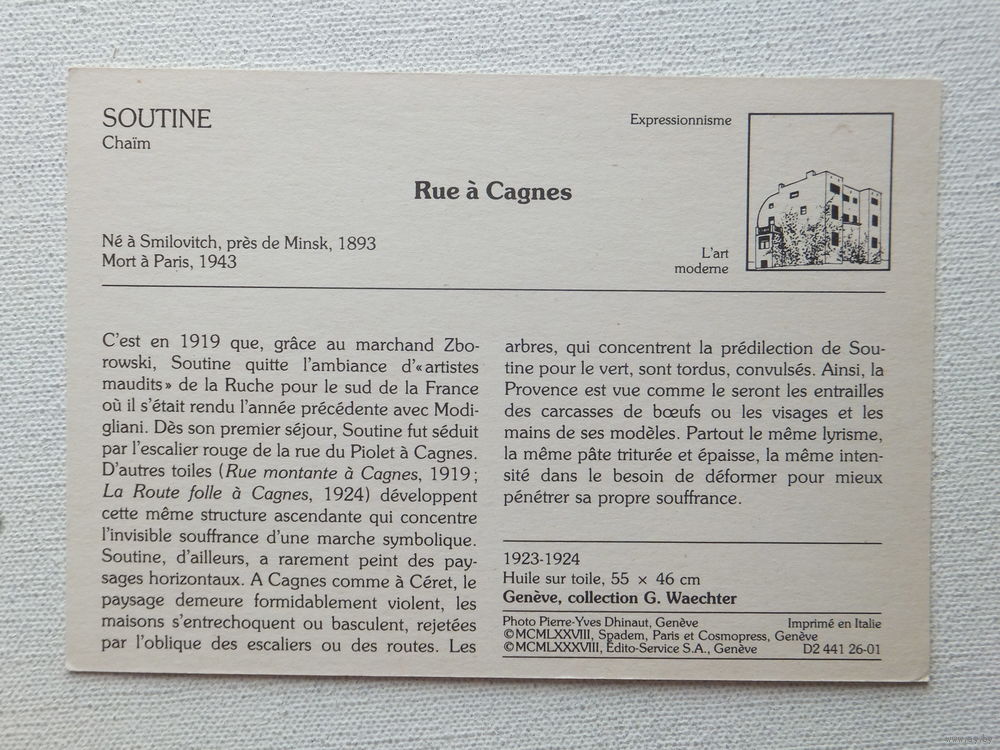 SOUTINE
Chaïm
Expressionnisme
Rue à Cagnes
Né à Smilovitch, près de Minsk, 1893
Mort à Paris, 1943
L'art
moderne
C'est en 1919 que, grâce au marchand Zbo-
rowski, Soutine quitte l'ambiance d'«artistes
maudits» de la Ruche pour le sud de la France
où il s'était rendu l'année précédente avec Modi-
gliani. Dès son premier séjour, Soutine fut séduit
par l'escalier rouge de la rue du Piolet à Cagnes.
D'autres toiles (Rue montante à Cagnes, 1919;
La Route folle à Cagnes, 1924) développent
cette même structure ascendante qui concentre
l'invisible souffrance d'une marche symbolique.
Soutine, d'ailleurs, a rarement peint des pay-
sages horizontaux. A Cagnes comme à Céret, le
paysage demeure formidablement violent, les
maisons s'entrechoquent ou basculent, rejetées
par l'oblique des escaliers ou des routes. Les
arbres, qui concentrent la prédilection de Sou-
tine pour le vert, sont tordus, convulsés. Ainsi, la
Provence est vue comme le seront les entrailles
des carcasses de bœufs ou les visages et les
mains de ses modèles. Partout le même lyrisme,
la même pâte triturée et épaisse, la même inten-
sité dans le besoin de déformer pour mieux
pénétrer sa propre souffrance.
1923-1924
Huile sur toile, 55 × 46 cm
Genève, collection G. Waechter
Photo Pierre-Yves Dhinaut, Genève Imprimé en Italie
©MCMLXXVIII, Spadem, Paris et Cosmopress, Genève
©MCMLXXXVIII, Édito-Service S.A., Genève D2 441 26-01